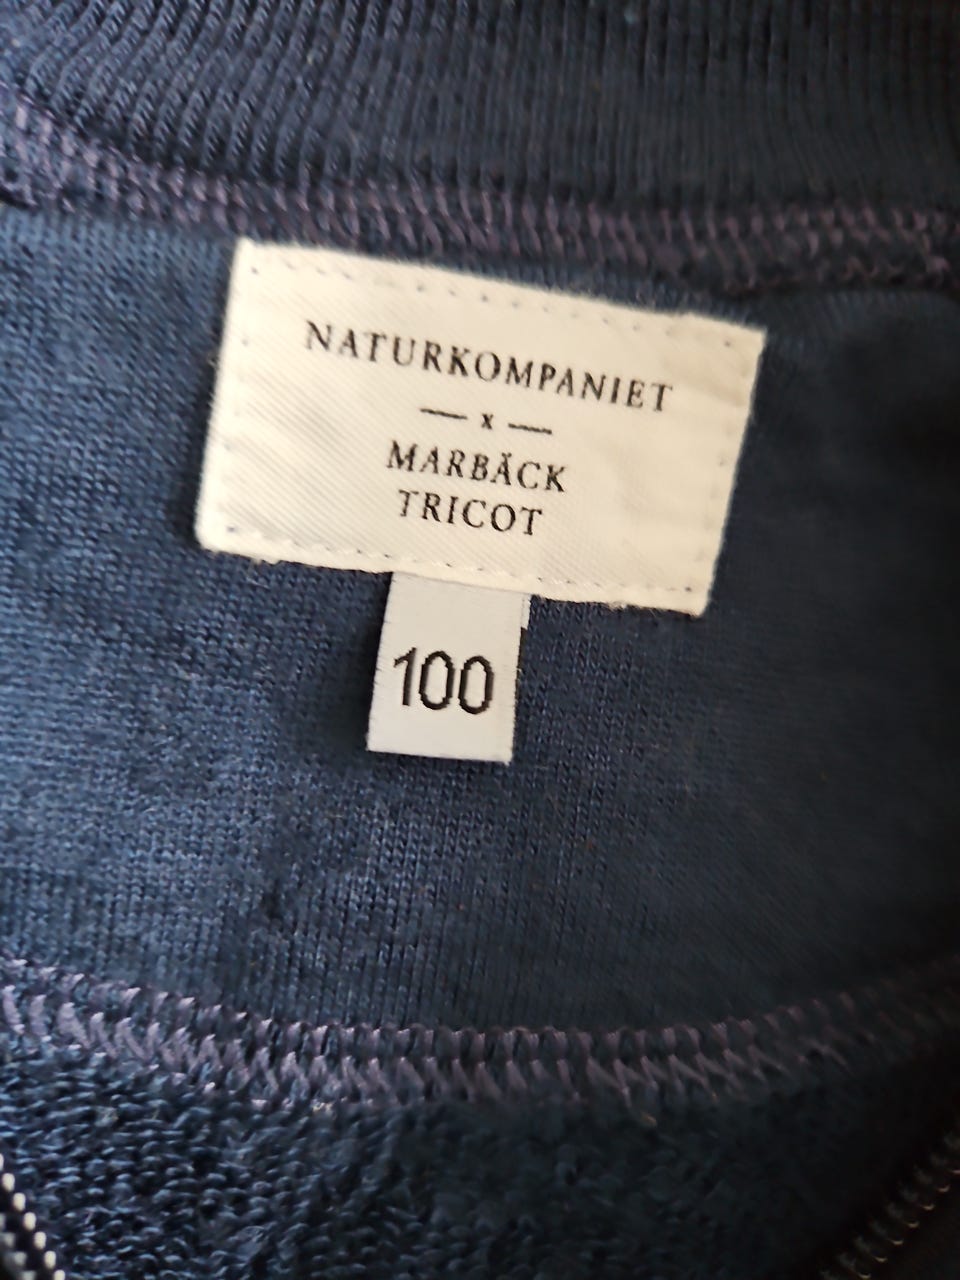 NATURKOMPANIET
— x —
MARBÄCK
TRICOT
100